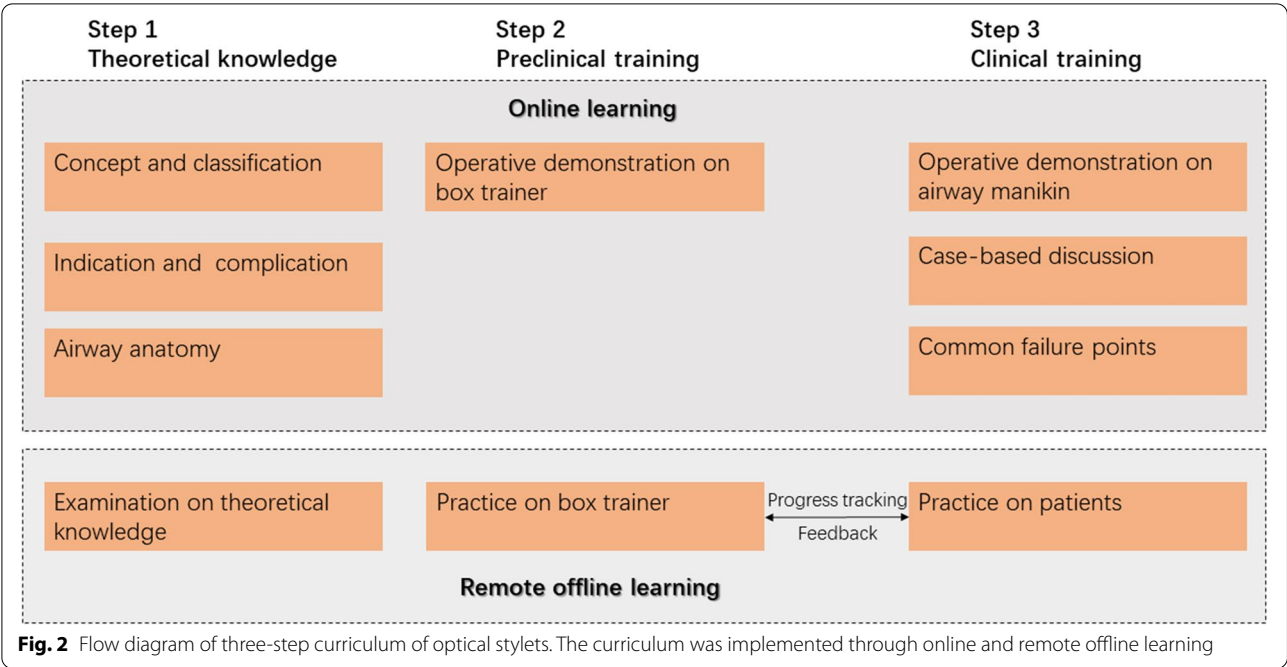 Step 1
Theoretical knowledge
Step 2
Preclinical training
Step 3
Clinical training
Online learning
Concept and classification
Operative demonstration on
box trainer
Operative demonstration on
airway manikin
Indication and complication
Case-based discussion
Airway anatomy
Common failure points
Examination on theoretical
knowledge
Practice on box trainer
Progress tracking
Feedback
Practice on patients
Remote offline learning
Fig. 2 Flow diagram of three-step curriculum of optical stylets. The curriculum was implemented through online and remote offline learning